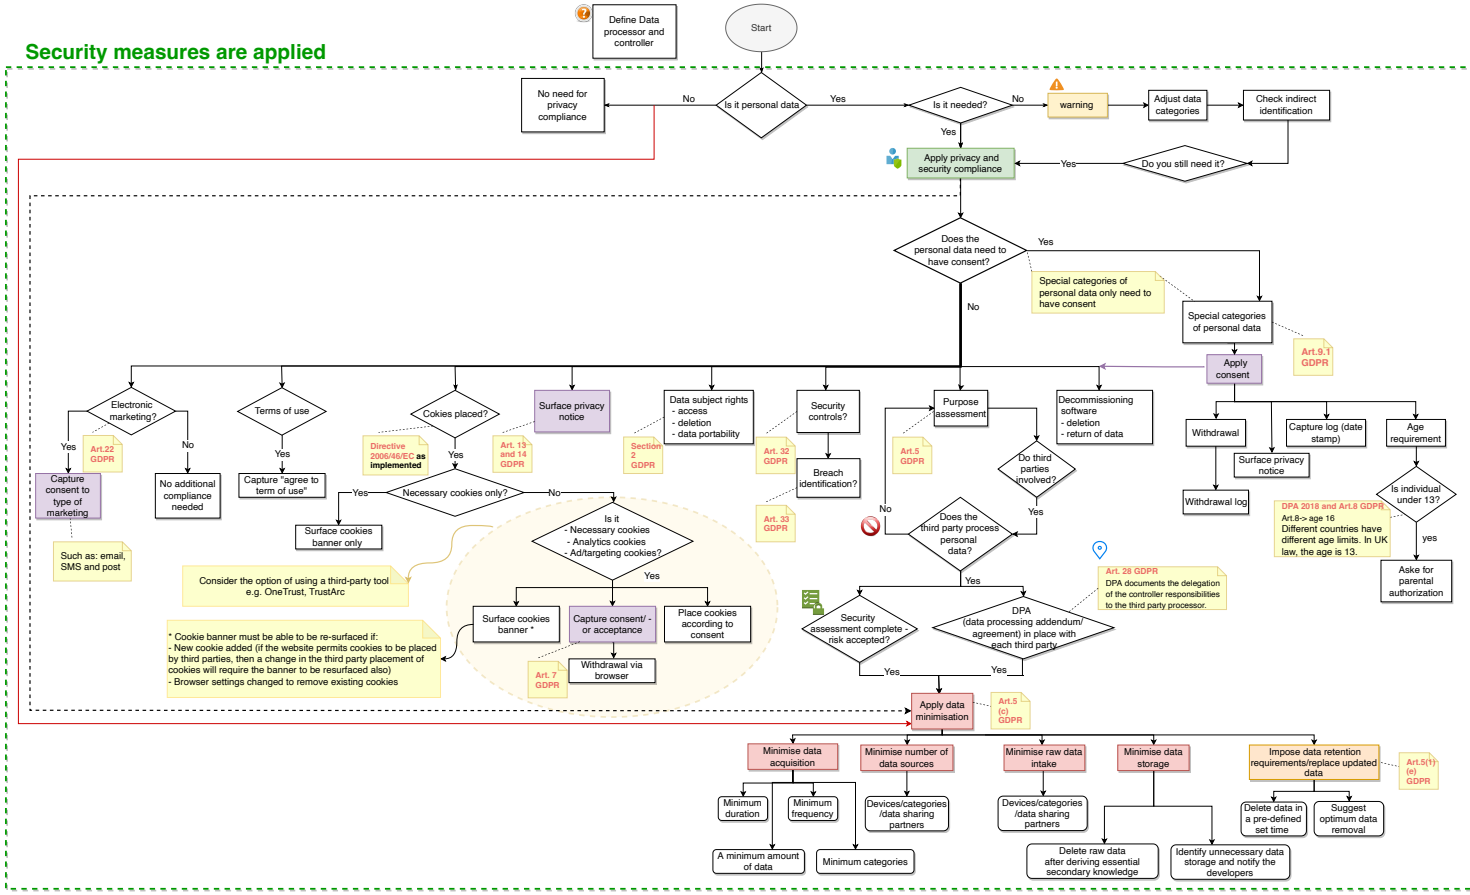 Define Data
processor and
controller
Start
Security measures are applied
No need for
privacy
compliance
No
Is it personal data
Yes
Is it needed?
No
warning
Adjust data
categories
Check indirect
identification
Yes
Apply privacy and
security compliance
Yes
Do you still need it?
Does the
personal data need to
have consent?
Yes
Special categories of
personal data only need to
have consent
No
Special categories
of personal data
Art.9.1
GDPR
Apply
consent
Electronic
marketing?
Terms of use
Cokies placed?
Surface privacy
notice
Data subject rights
- access
- deletion
- data portability
Security
controls?
Purpose
assessment
Decommissioning
software
- deletion
- return of data
Withdrawal
Capture log (date
stamp)
Age
requirement
Yes
Art.22
GDPR
No
Yes
Directive
2006/46/EC as
implemented
Yes
Art. 13
and 14
GDPR
Section
2
GDPR
Art. 32
GDPR
Art.5
GDPR
Do third
parties
involved?
Surface privacy
notice
Capture
consent to
type of
marketing
No additional
compliance
needed
Capture "agree to
term of use"
Yes
Necessary cookies only?
No
Breach
identification?
Withdrawal log
Is individual
under 13?
Surface cookies
banner only
Is it
- Necessary cookies
- Analytics cookies
- Ad/targeting cookies?
Art. 33
GDPR
No
Does the
third party process
personal
data?
Yes
DPA 2018 and Art.8 GDPR
Art.8-> age 16
Different countries have
different age limits. In UK
law, the age is 13.
yes
Such as: email,
SMS and post
Consider the option of using a third-party tool
e.g. OneTrust, TrustArc
Yes
Yes
Art. 28 GDPR
DPA documents the delegation
of the controller responsibilities
to the third party processor.
Aske for
parental
authorization
Surface cookies
banner *
Capture consent/ -
or acceptance
Place cookies
according to
consent
Security
assessment complete -
risk accepted?
DPA
(data processing addendum/
agreement) in place with
each third party
* Cookie banner must be able to be re-surfaced if:
- New cookie added (if the website permits cookies to be placed
by third parties, then a change in the third party placement of
cookies will require the banner to be resurfaced also)
- Browser settings changed to remove existing cookies
Art. 7
GDPR
Withdrawal via
browser
Yes
Yes
Apply data
minimisation
Art.5
(c)
GDPR
Minimise data
acquisition
Minimise number of
data sources
Minimise raw data
intake
Minimise data
storage
Impose data retention
requirements/replace updated
data
Art.5(1)
(e)
GDPR
Minimum
duration
Minimum
frequency
Devices/categories
/data sharing
partners
Devices/categories
/data sharing
partners
Delete data in
a pre-defined
set time
Suggest
optimum data
removal
A minimum amount
of data
Minimum categories
Delete raw data
after deriving essential
secondary knowledge
Identify unnecessary data
storage and notify the
developers